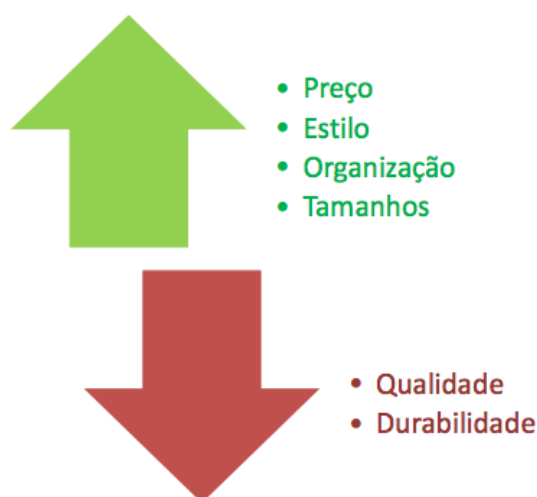 • Preço
• Estilo
• Organização
• Tamanhos
• Qualidade
• Durabilidade